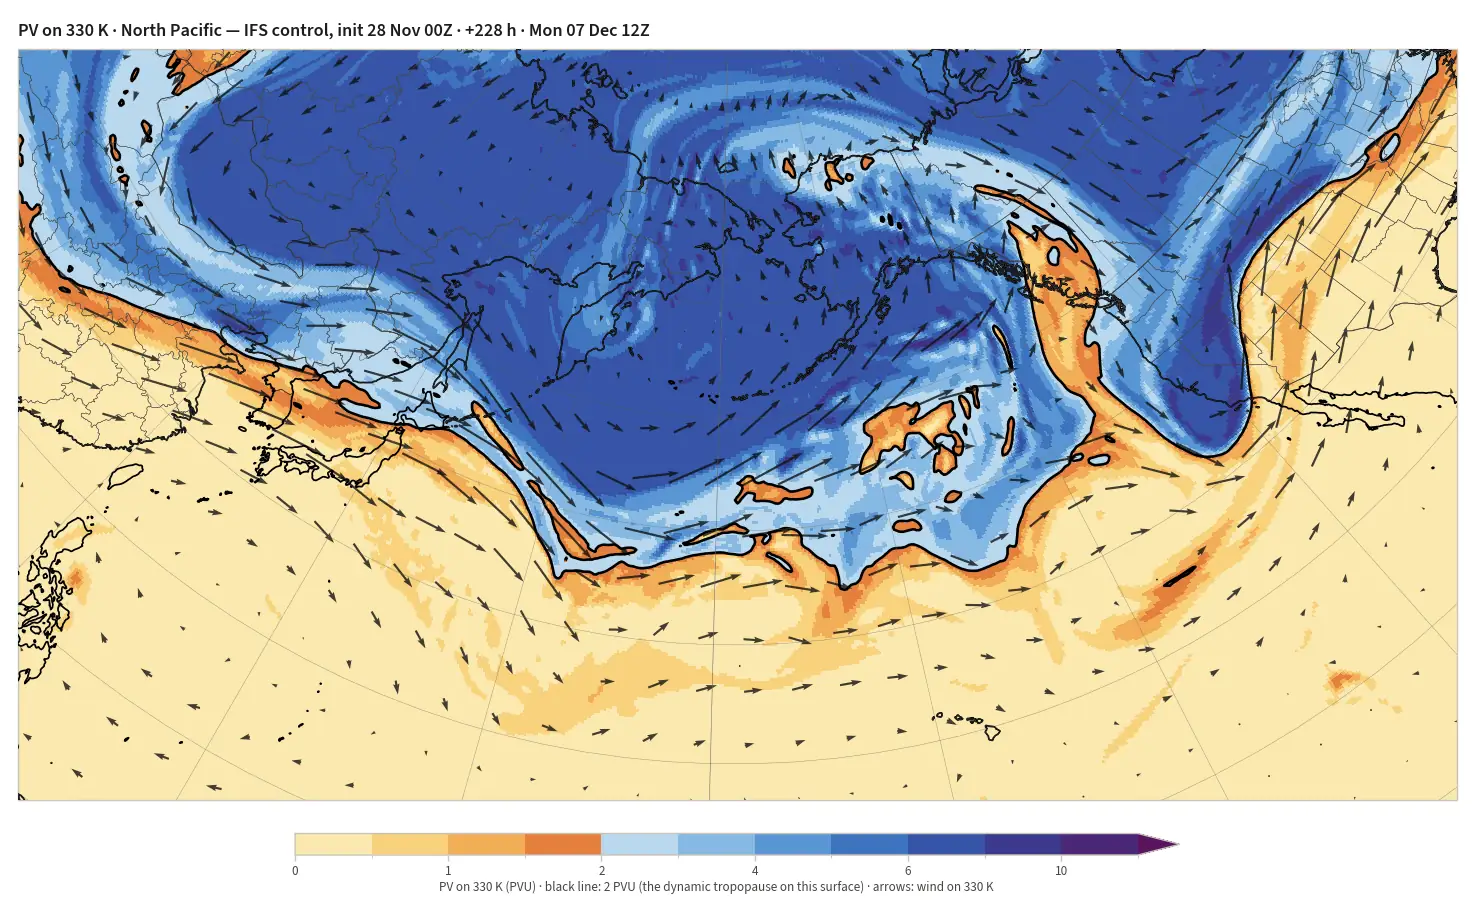 PV on 330 K · North Pacific — IFS control, init 28 Nov 00Z · +228 h · Mon 07 Dec 12Z
0 1 2 4 6 10
PV on 330 K (PVU) · black line: 2 PVU (the dynamic tropopause on this surface) · arrows: wind on 330 K